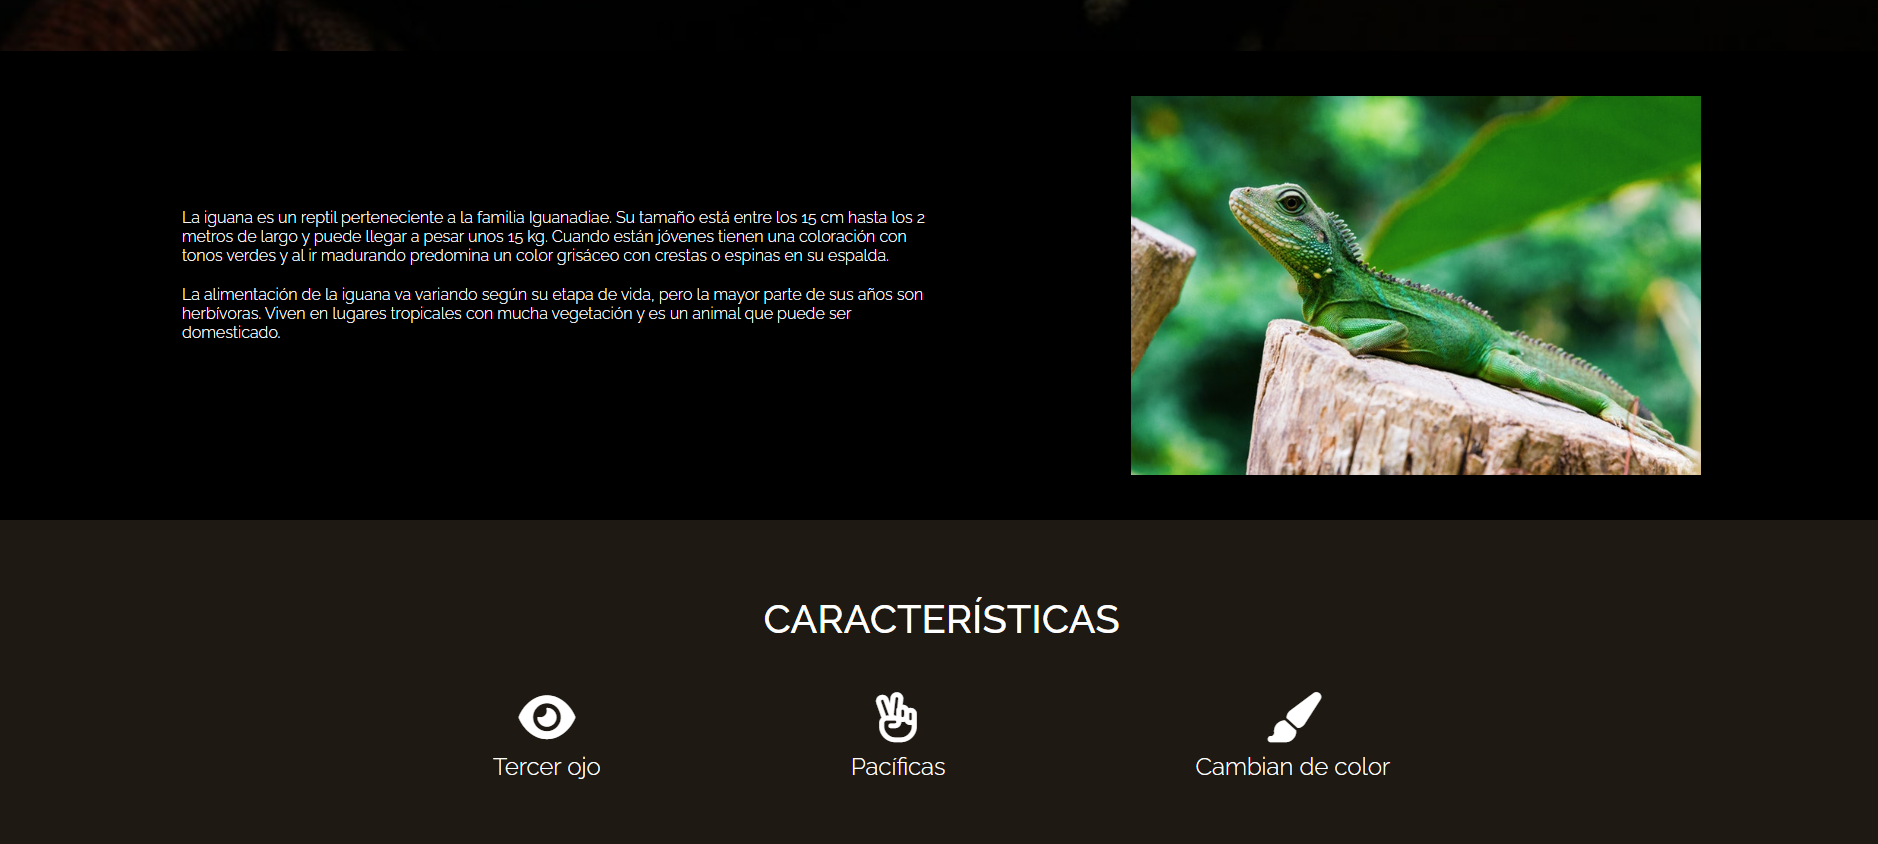 La iguana es un reptil perteneciente a la familia Iguanadiae. Su tamaño está entre los 15 cm hasta los 2
metros de largo y puede llegar a pesar unos 15 kg. Cuando están jóvenes tienen una coloración con
tonos verdes y al ir madurando predomina un color grisáceo con crestas o espinas en su espalda.
La alimentación de la iguana va variando según su etapa de vida, pero la mayor parte de sus años son
herbívoras. Viven en lugares tropicales con mucha vegetación y es un animal que puede ser
domesticado.
CARACTERÍSTICAS
Tercer ojo
Pacíficas
Cambian de color